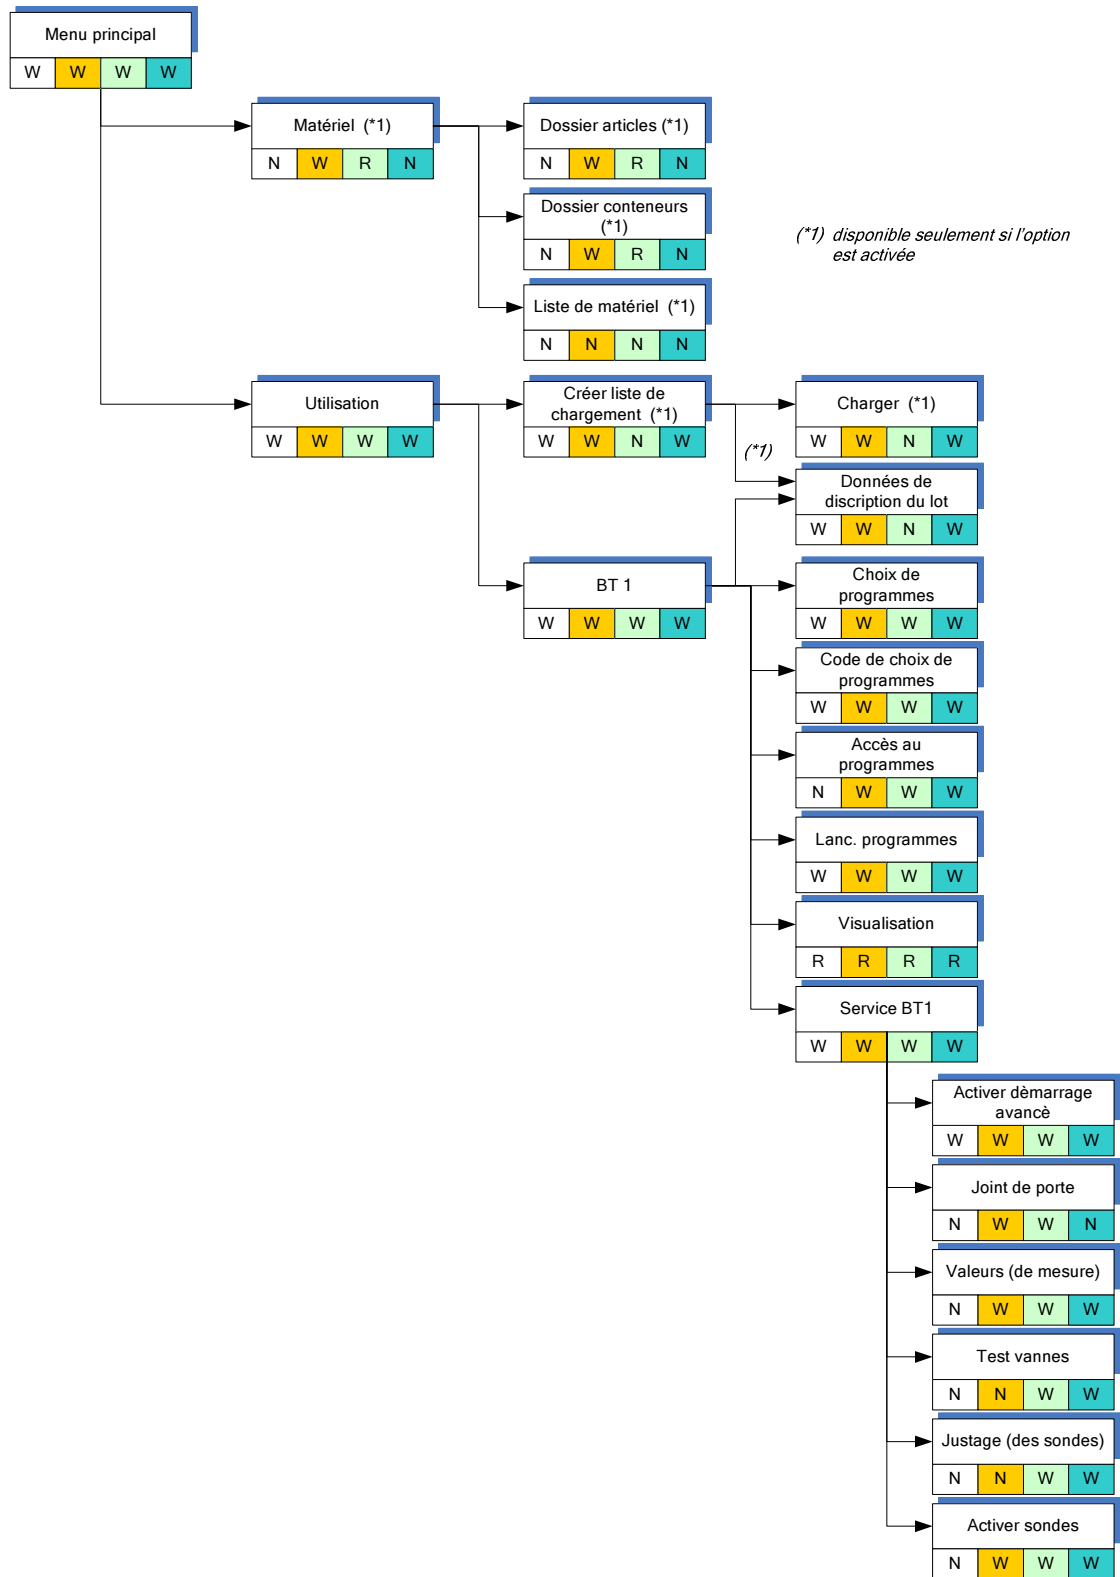 Menu principal
W W W W
Matériel (*1)
N W R N
Dossier articles (*1)
N W R N
Dossier conteneurs
(*1)
N W R N
(*1) disponible seulement si l'option
est activée
Liste de matériel (*1)
N N N N
Utilisation
W W W W
Créer liste de
chargement (*1)
W W N W
Charger (*1)
W W N W
(*1)
Données de
discription du lot
W W N W
BT 1
W W W W
Choix de
programmes
W W W W
Code de choix de
programmes
W W W W
Accès au
programmes
N W W W
Lanc. programmes
W W W W
Visualisation
R R R R
Service BT1
W W W W
Activer dèmarrage
avancè
W W W W
Joint de porte
N W W N
Valeurs (de mesure)
N W W W
Test vannes
N N W W
Justage (des sondes)
N N W W
Activer sondes
N W W W